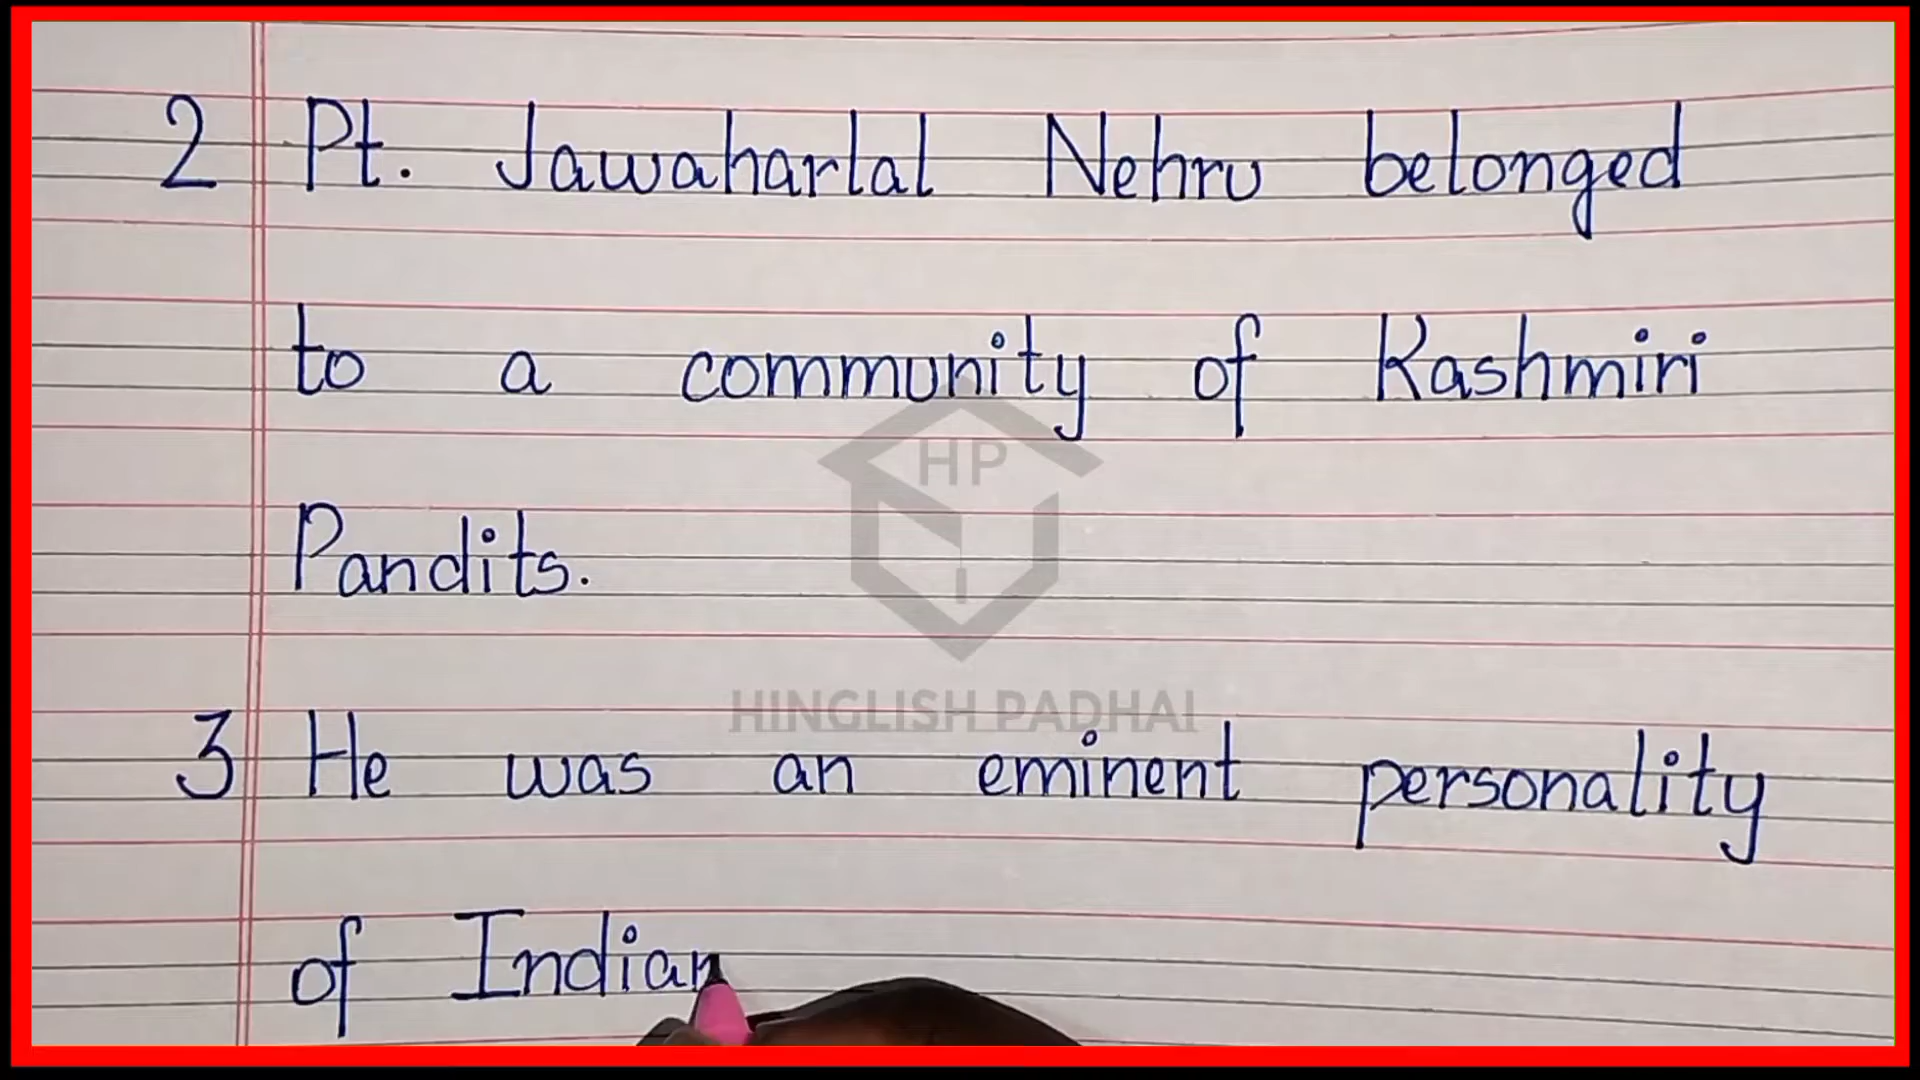 2 Pt. Jawaharlal Nehru belonged
to a community of Kashmiri
Pandits.
HP
I
HINGLISH PADHAI
3 He was an eminent personality
of Indian